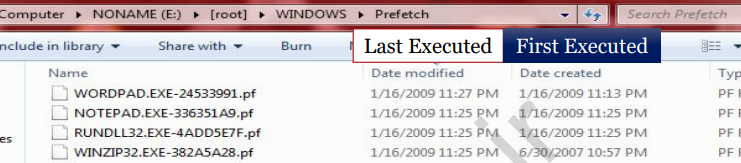 Computer ▸ NONAME (E:) ▸ [root] ▸ WINDOWS ▸ Prefetch Search Prefetch
nclude in library Share with Burn
Last Executed First Executed
Name Date modified Date created
WORDPAD.EXE-24533991.pf 1/16/2009 11:27 PM 1/16/2009 11:13 PM PF
NOTEPAD.EXE-336351A9.pf 1/16/2009 11:25 PM 1/16/2009 11:25 PM PF
RUNDLL32.EXE-4ADD5E7F.pf 1/16/2009 11:25 PM 1/16/2009 11:25 PM PF
es WINZIP32.EXE-382A5A28.pf 1/16/2009 11:25 PM 6/30/2007 10:57 PM PF